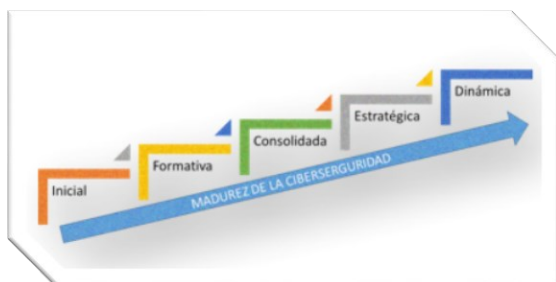 Inicial
Formativa
Consolidada
Estratégica
Dinámica
MADUREZ DE LA CIBERSERGURIDAD